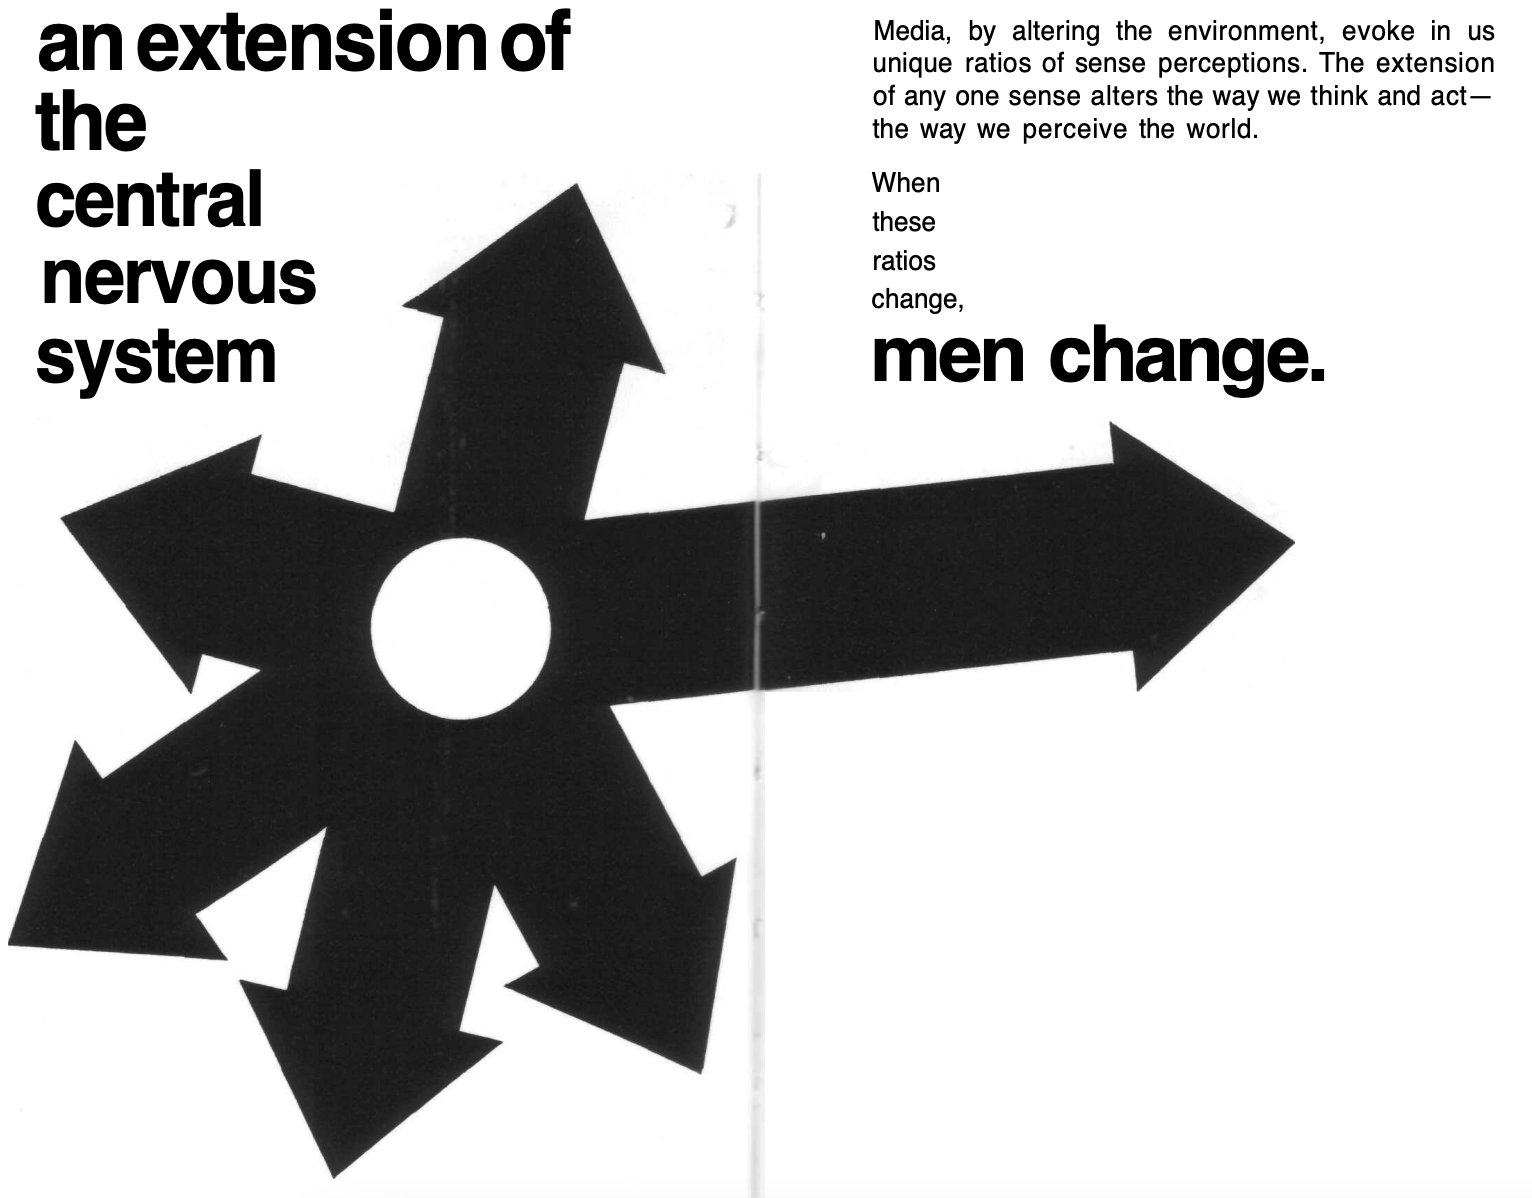 an extension of
the
central
nervous
system
Media, by altering the environment, evoke in us
unique ratios of sense perceptions. The extension
of any one sense alters the way we think and act—
the way we perceive the world.
When
these
ratios
change,
men change.